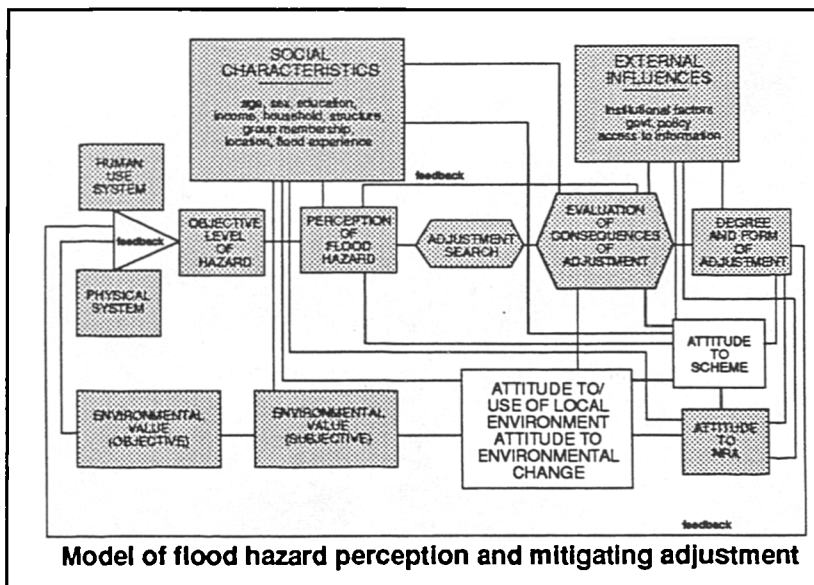 SOCIAL
CHARACTERISTICS
age, sex, education,
income, household, structure,
group membership,
location, flood experience
EXTERNAL
INFLUENCES
institutional factors
govt. policy
access to information
feedback
HUMAN
USE
SYSTEM
feedback
PHYSICAL
SYSTEM
OBJECTIVE
LEVEL
OF
HAZARD
PERCEPTION
OF
FLOOD
HAZARD
ADJUSTMENT
SEARCH
EVALUATION
OF
CONSEQUENCES
OF
ADJUSTMENT
DEGREE
AND FORM
OF
ADJUSTMENT
ATTITUDE
TO
SCHEME
ENVIRONMENTAL
VALUE
(OBJECTIVE)
ENVIRONMENTAL
VALUE
(SUBJECTIVE)
ATTITUDE TO/
USE OF LOCAL
ENVIRONMENT
ATTITUDE TO
ENVIRONMENTAL
CHANGE
ATTITUDE
TO
NRA
feedback
Model of flood hazard perception and mitigating adjustment